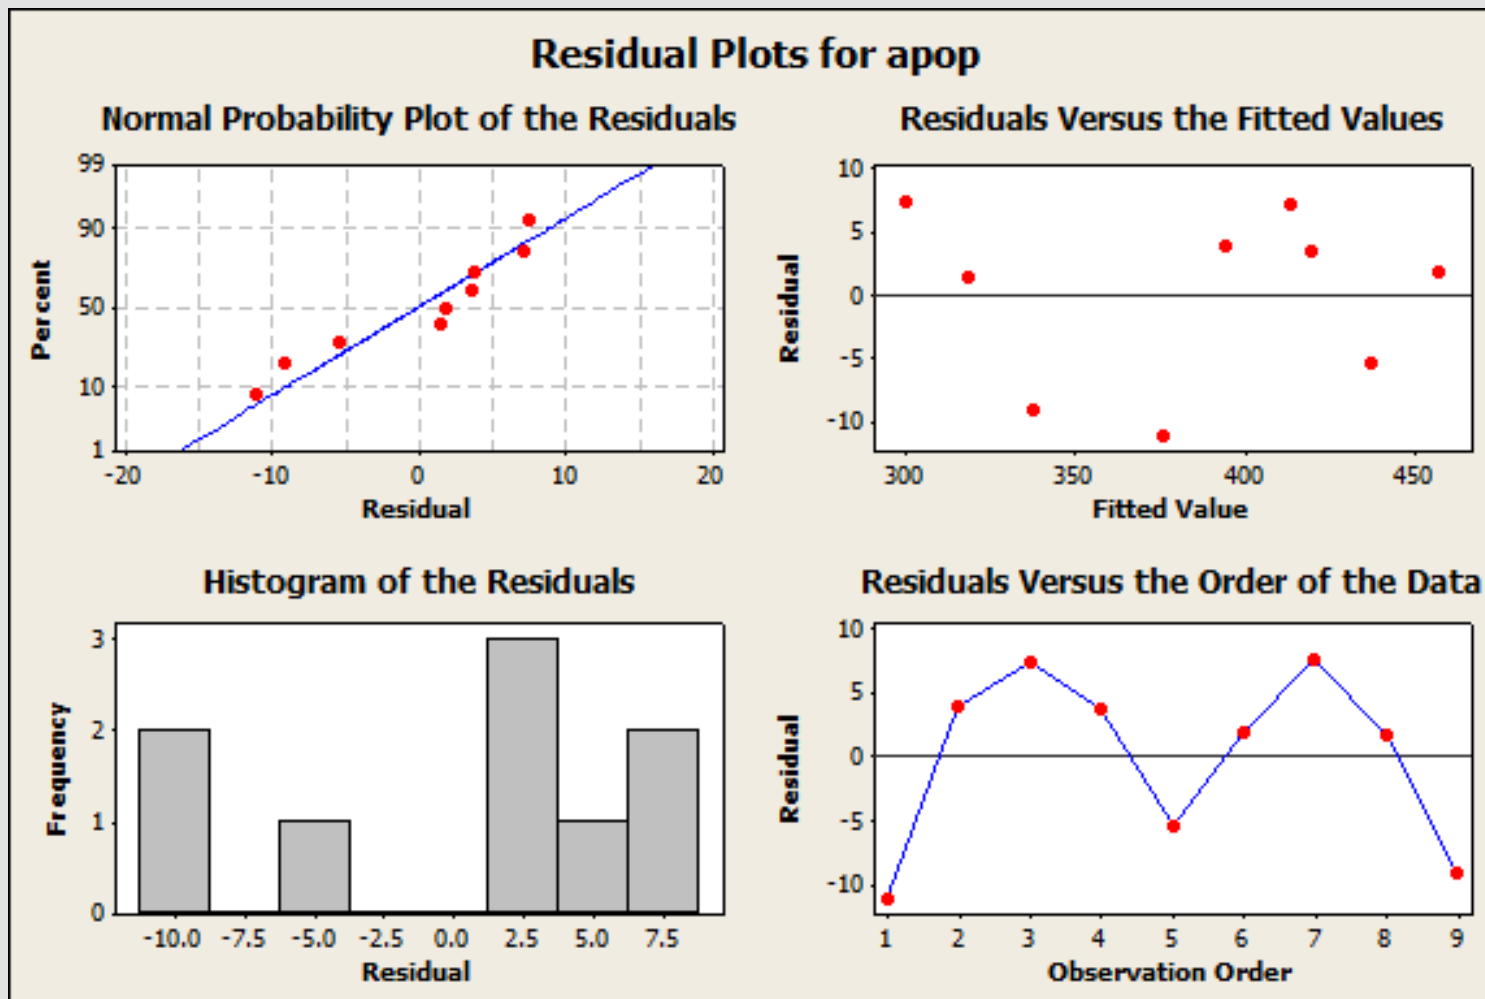 Residual Plots for apop
Normal Probability Plot of the Residuals
99
90
50
10
1
Percent
-20 -10 0 10 20
Residual
Residuals Versus the Fitted Values
10
5
0
-5
-10
Residual
300 350 400 450
Fitted Value
Histogram of the Residuals
3
2
1
0
Frequency
-10.0 -7.5 -5.0 -2.5 0.0 2.5 5.0 7.5
Residual
Residuals Versus the Order of the Data
10
5
0
-5
-10
Residual
1 2 3 4 5 6 7 8 9
Observation Order